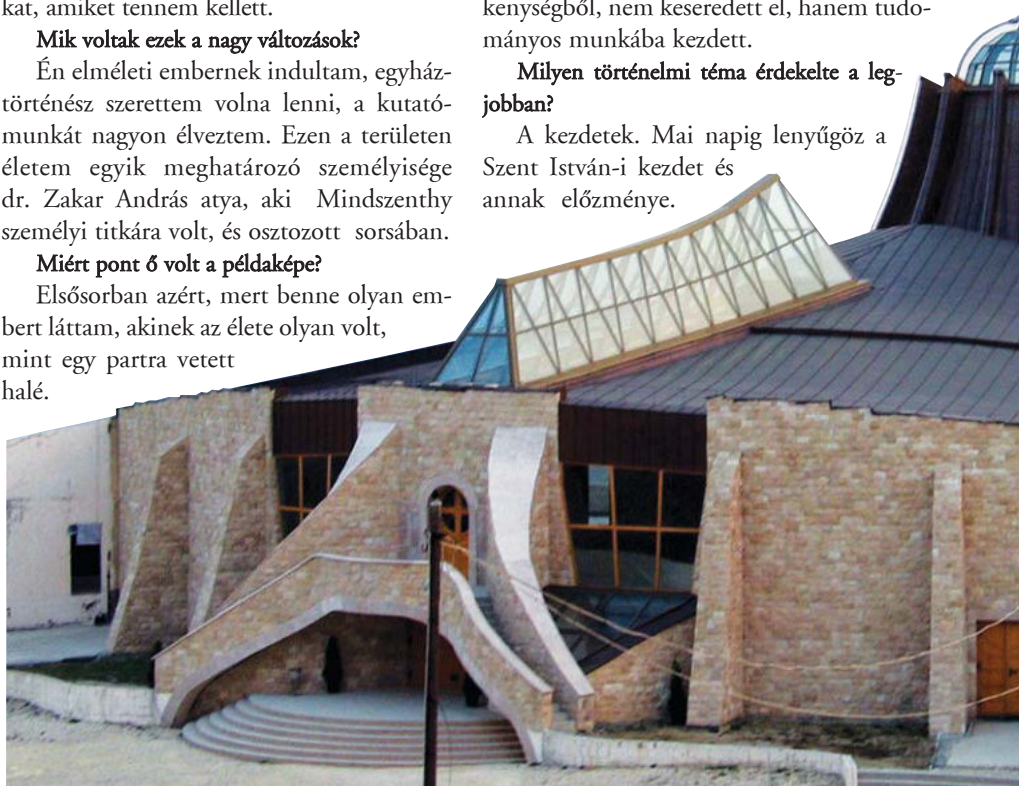 kat, amiket tennem kellett.
Mik voltak ezek a nagy változások?
Én elméleti embernek indultam, egyház-
történész szerettem volna lenni, a kutató-
munkát nagyon élveztem. Ezen a területen
életem egyik meghatározó személyisége
dr. Zakar András atya, aki Mindszenthy
személyi titkára volt, és osztozott sorsában.
Miért pont ő volt a példaképe?
Elsősorban azért, mert benne olyan em-
bert láttam, akinek az élete olyan volt,
mint egy partra vetett
halé.
kenységből, nem keseredett el, hanem tudo-
mányos munkába kezdett.
Milyen történelmi téma érdekelte a leg-
jobban?
A kezdetek. Mai napig lenyűgöz a
Szent István-i kezdet és
annak előzménye.